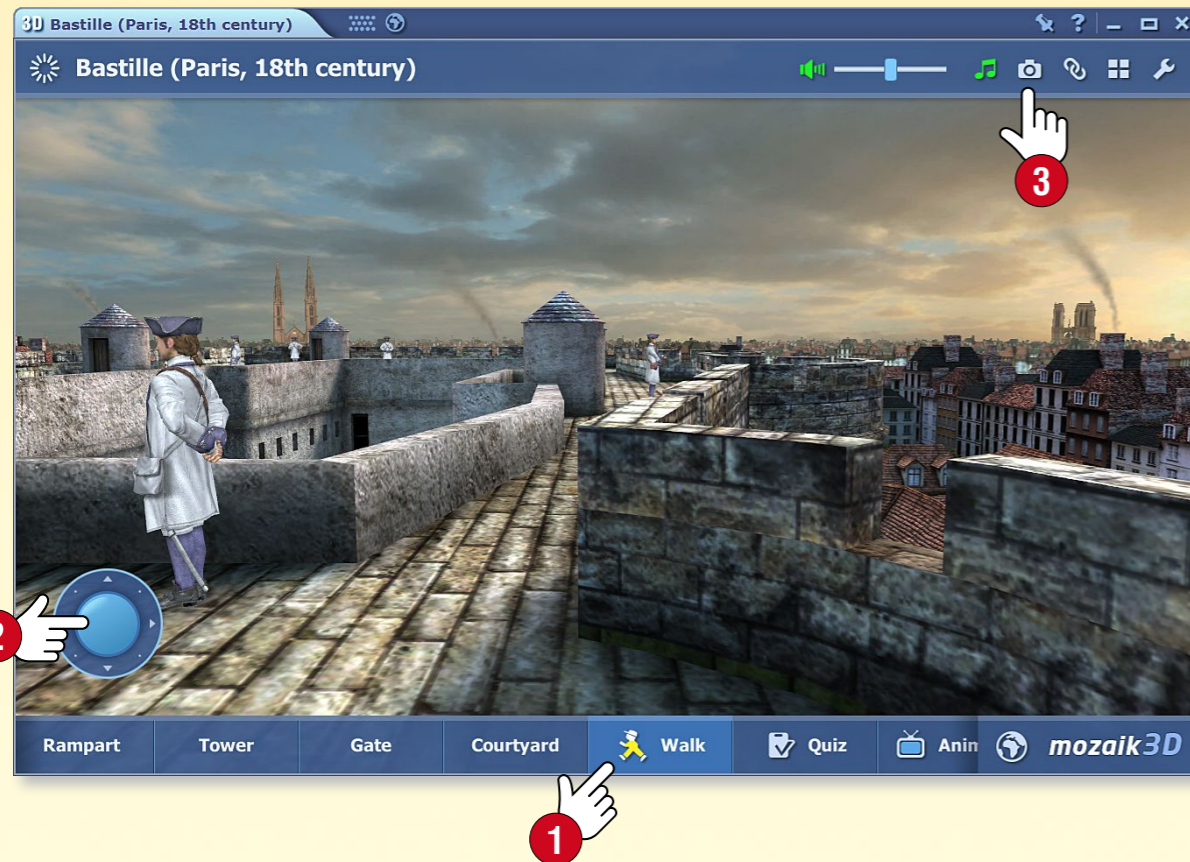 3D Bastille (Paris, 18th century)
?
Bastille (Paris, 18th century)
3
2
Rampart Tower Gate Courtyard Walk Quiz Anim mozaik3D
1